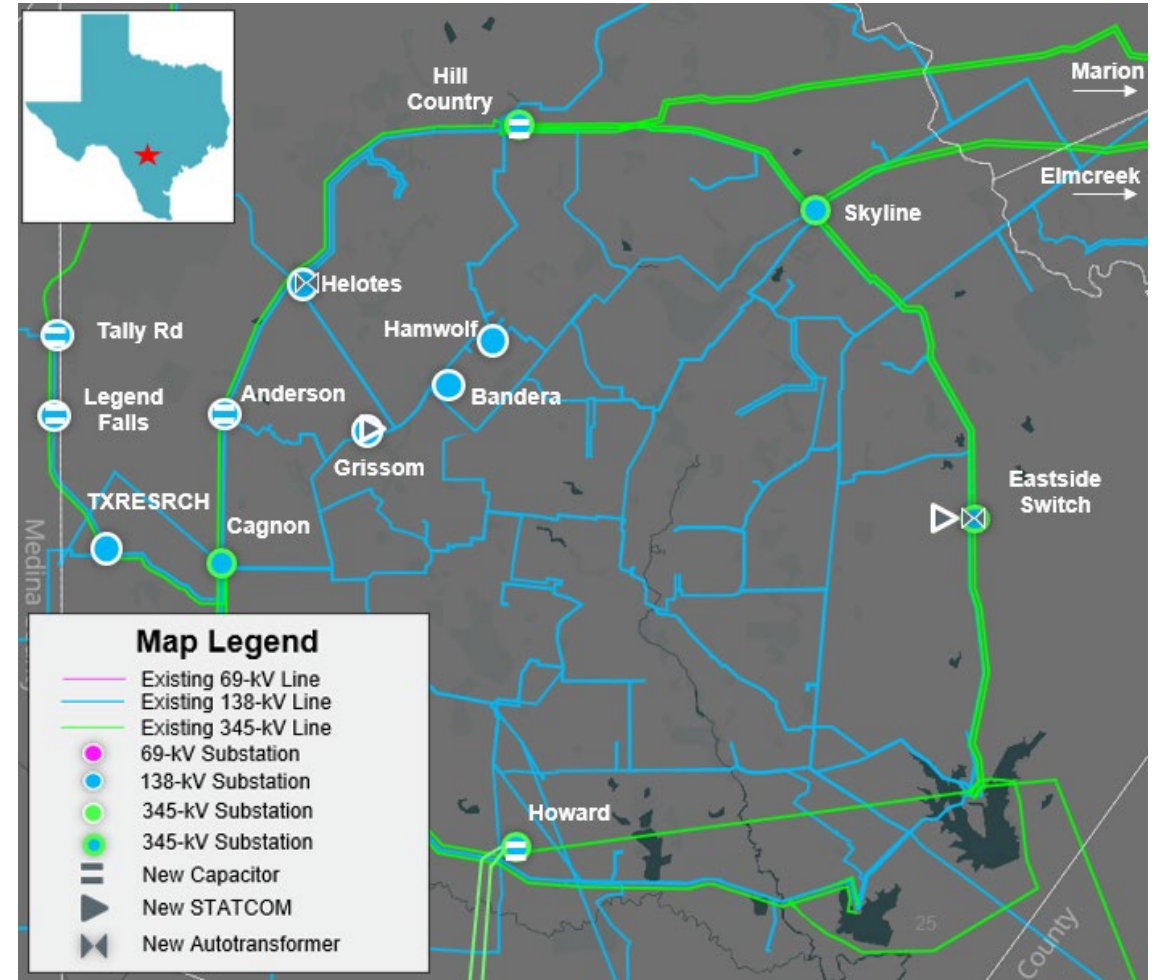 Hill
Country
Marion
Elmcreek
Skyline
Helotes
Tally Rd
Hamwolf
Legend
Falls
Anderson
Bandera
Grissom
TXRESRCH
Cagnon
Eastside
Switch
Medina
Map Legend
Existing 69-kV Line
Existing 138-kV Line
Existing 345-kV Line
69-kV Substation
138-kV Substation
345-kV Substation
345-kV Substation
New Capacitor
New STATCOM
New Autotransformer
Howard
25
County